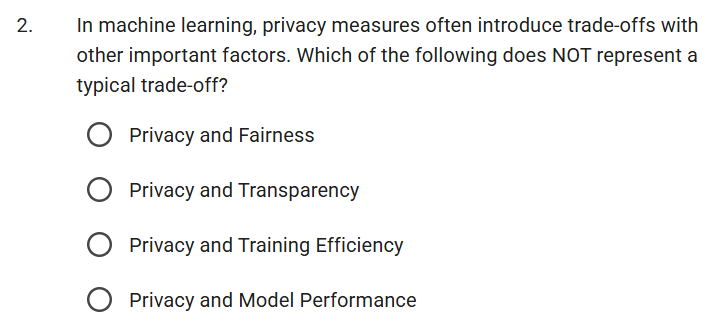 2. In machine learning, privacy measures often introduce trade-offs with
other important factors. Which of the following does NOT represent a
typical trade-off?
Privacy and Fairness
Privacy and Transparency
Privacy and Training Efficiency
Privacy and Model Performance